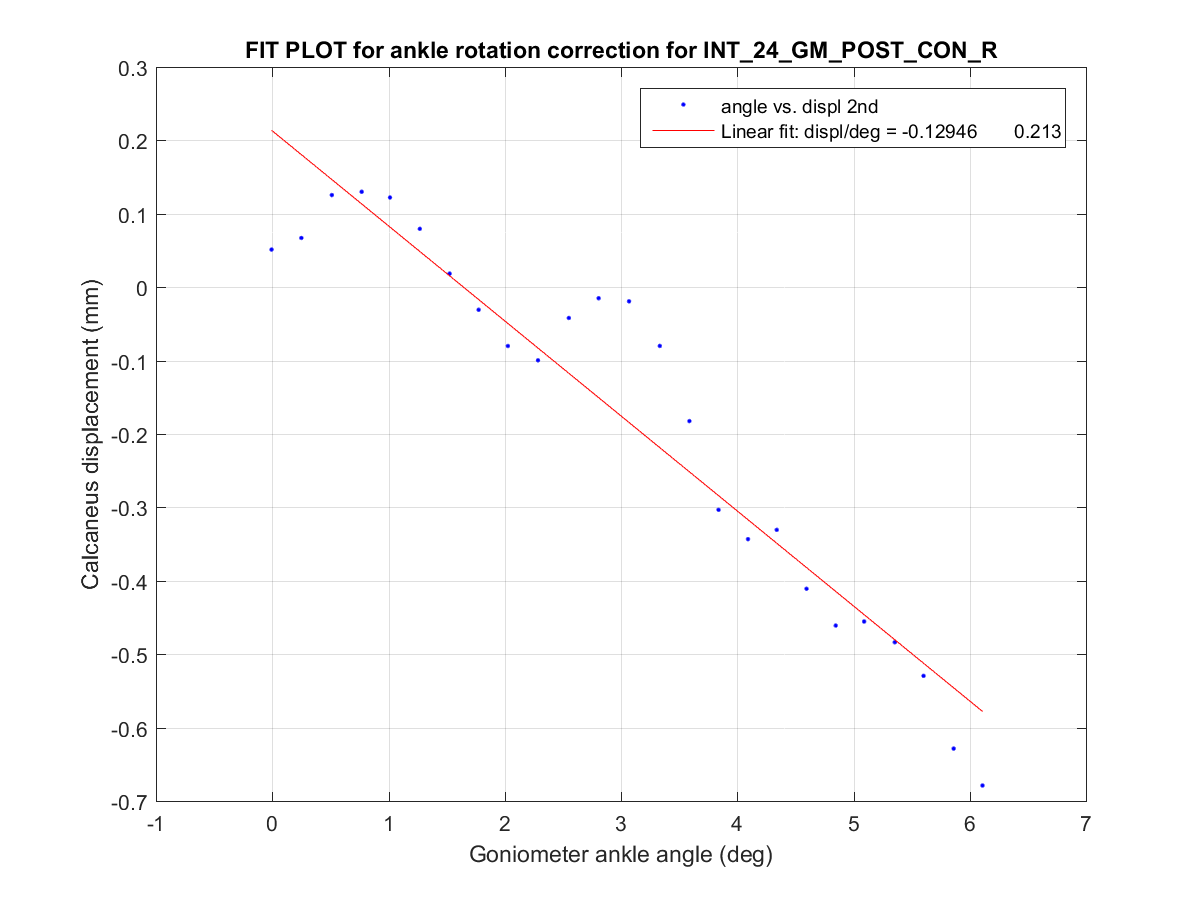 FIT PLOT for ankle rotation correction for INT_24_GM_POST_CON_R
angle vs. displ 2nd
Linear fit: displ/deg = -0.12946 0.213
0.3
0.2
0.1
0
-0.1
-0.2
-0.3
-0.4
-0.5
-0.6
-0.7
Calcaneus displacement (mm)
-1 0 1 2 3 4 5 6 7
Goniometer ankle angle (deg)